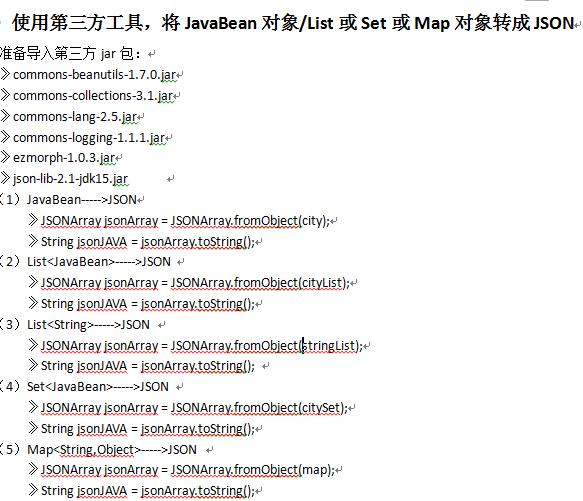 使用第三方工具，将 JavaBean 对象/List 或 Set 或 Map 对象转成 JSON
准备导入第三方 jar 包：
》commons-beanutils-1.7.0.jar
》commons-collections-3.1.jar
》commons-lang-2.5.jar
》commons-logging-1.1.1.jar
》ezmorph-1.0.3.jar
》json-lib-2.1-jdk15.jar
（1）JavaBean----->JSON
》JSONArray jsonArray = JSONArray.fromObject(city);
》String jsonJAVA = jsonArray.toString();
（2）List<JavaBean>----->JSON
》JSONArray jsonArray = JSONArray.fromObject(cityList);
》String jsonJAVA = jsonArray.toString();
（3）List<String>----->JSON
》JSONArray jsonArray = JSONArray.fromObject(stringList);
》String jsonJAVA = jsonArray.toString();
（4）Set<JavaBean>----->JSON
》JSONArray jsonArray = JSONArray.fromObject(citySet);
》String jsonJAVA = jsonArray.toString();
（5）Map<String,Object>----->JSON
》JSONArray jsonArray = JSONArray.fromObject(map);
》String jsonJAVA = jsonArray.toString();